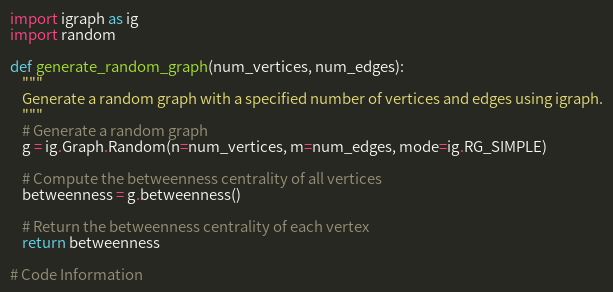 import igraph as ig
import random

def generate_random_graph(num_vertices, num_edges):
    """
    Generate a random graph with a specified number of vertices and edges using igraph.
    """
    # Generate a random graph
    g = ig.Graph.Random(n=num_vertices, m=num_edges, mode=ig.RG_SIMPLE)

    # Compute the betweenness centrality of all vertices
    betweenness = g.betweenness()

    # Return the betweenness centrality of each vertex
    return betweenness

# Code Information